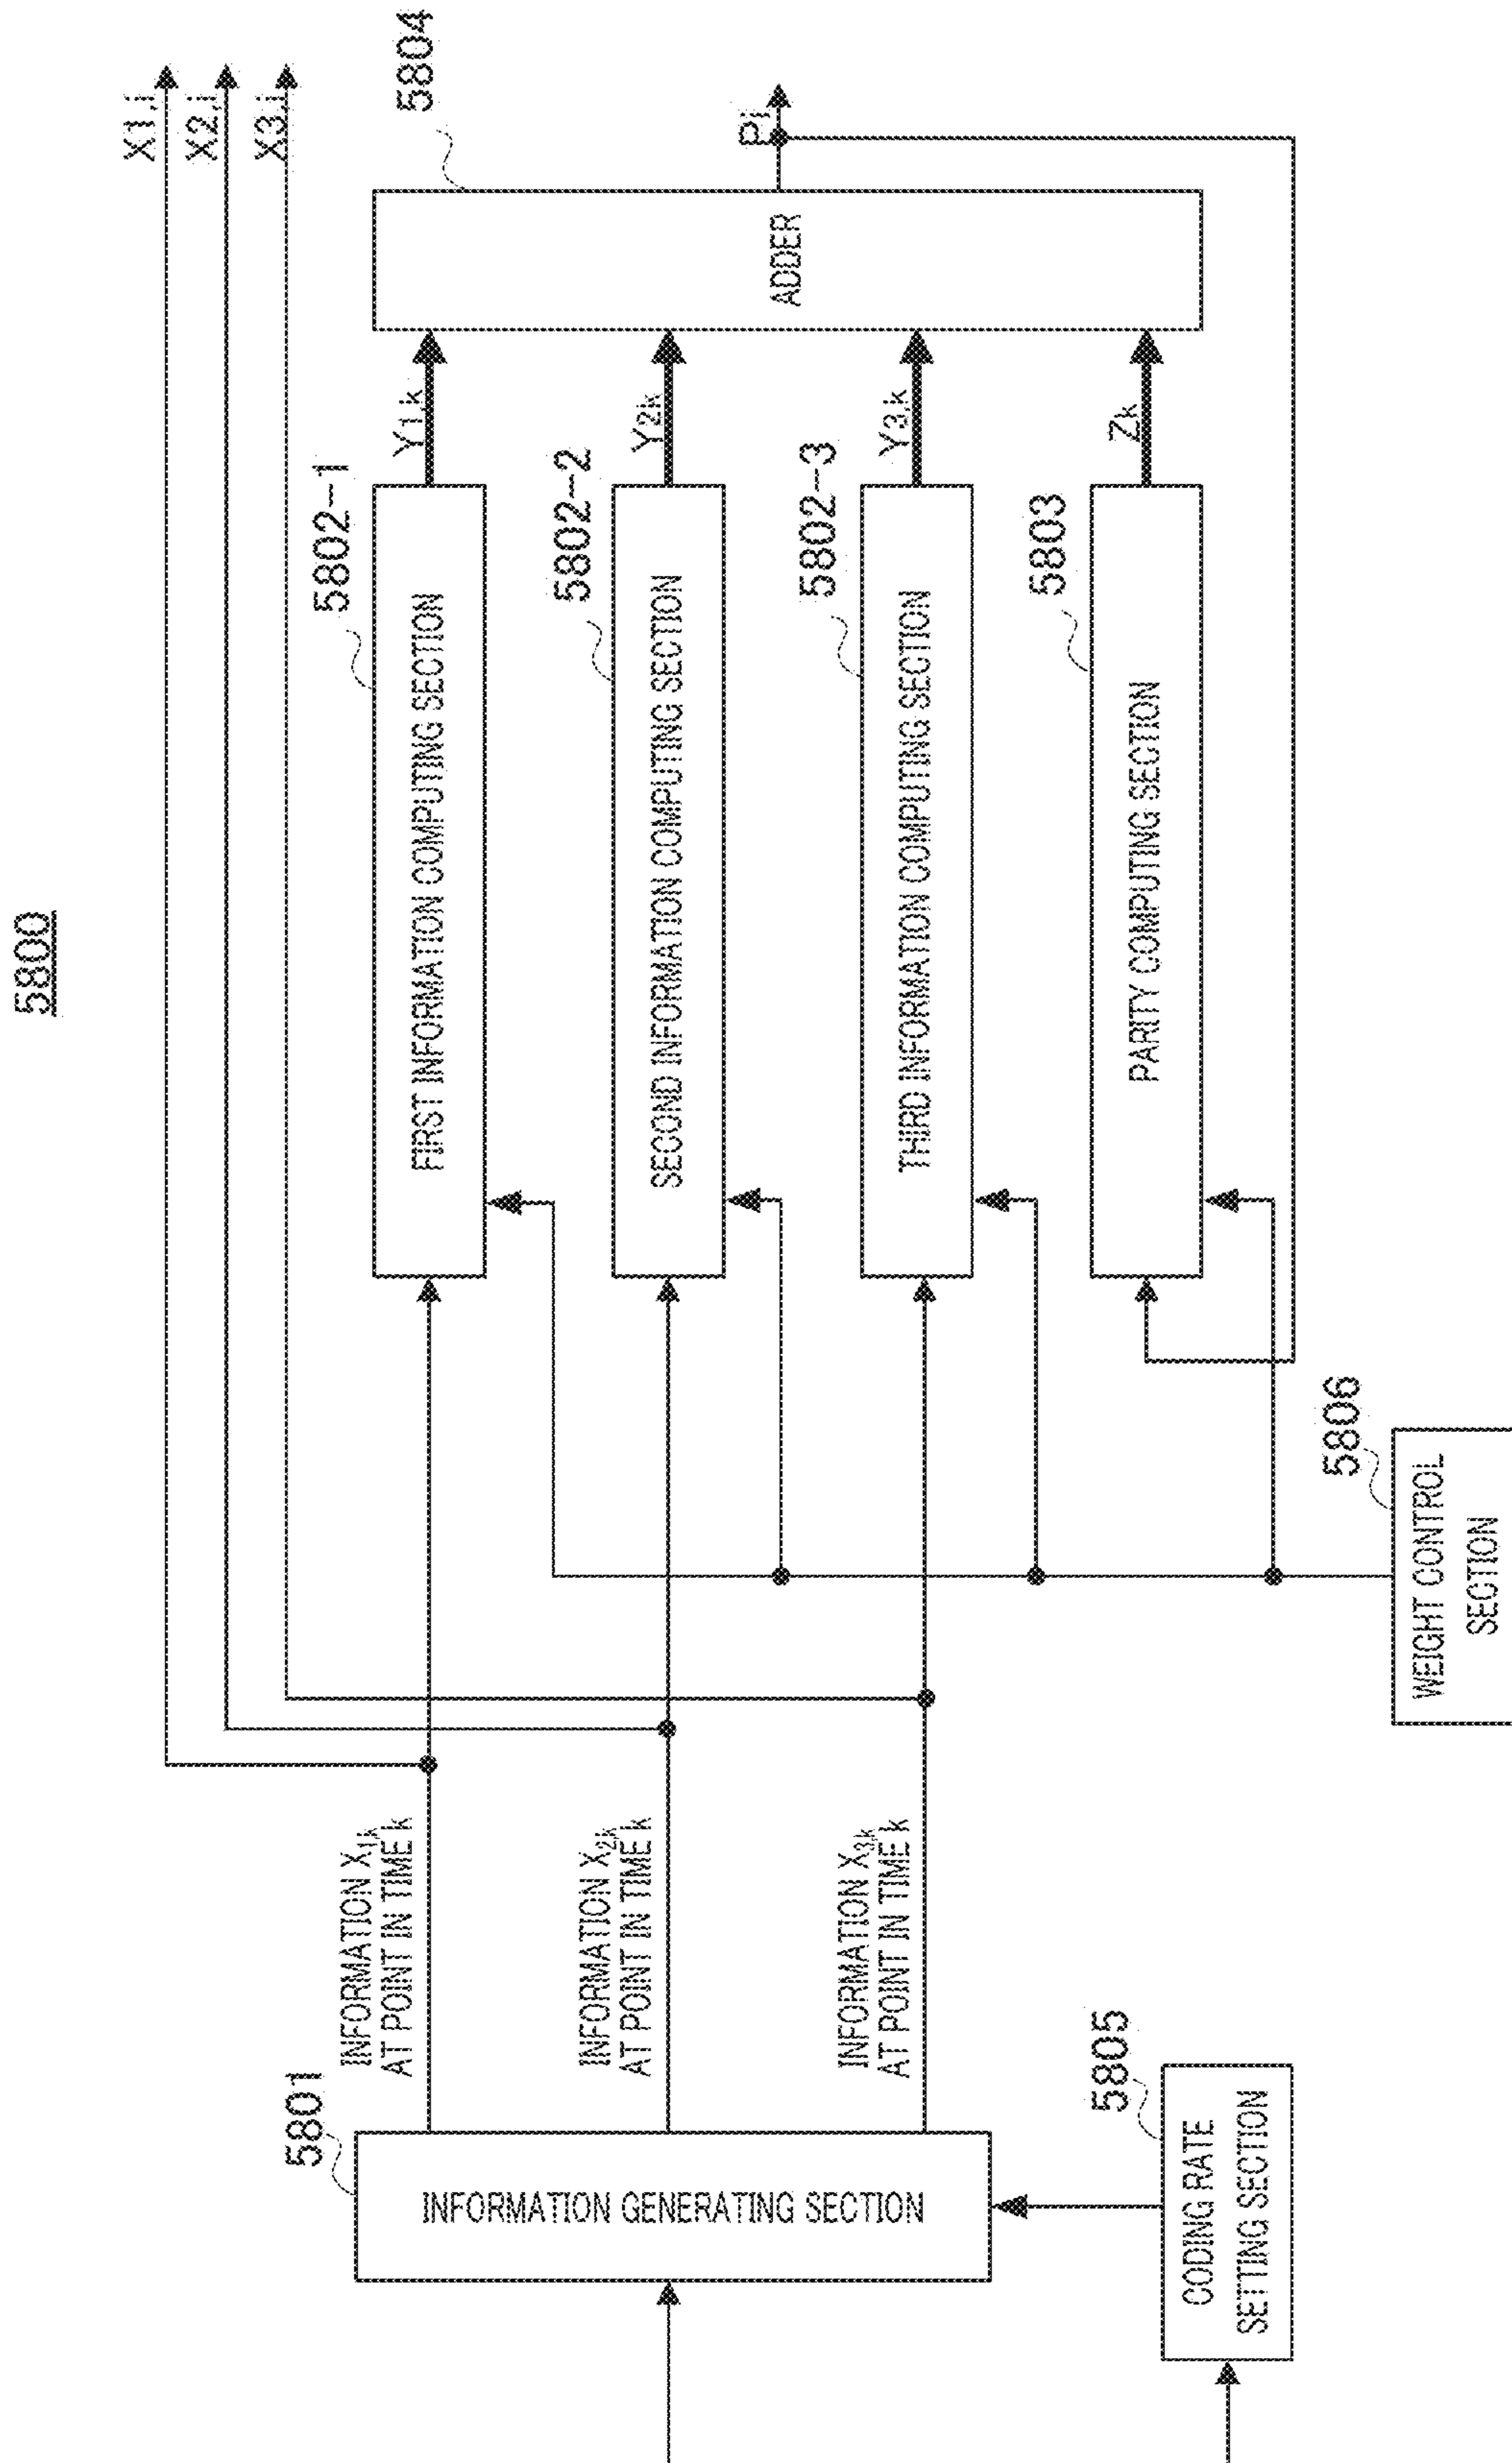 5800
X1,i
X2,i
X3,i
5804
Pi
ADDER
Y1,k
Y2k
Y3,k
Zk
5802-1
FIRST INFORMATION COMPUTING SECTION
5802-2
SECOND INFORMATION COMPUTING SECTION
5802-3
THIRD INFORMATION COMPUTING SECTION
5803
PARITY COMPUTING SECTION
5806
WEIGHT CONTROL
SECTION
INFORMATION X1k
AT POINT IN TIME k
INFORMATION X2k
AT POINT IN TIME k
INFORMATION X3k
AT POINT IN TIME k
5801
INFORMATION GENERATING SECTION
5805
CODING RATE
SETTING SECTION